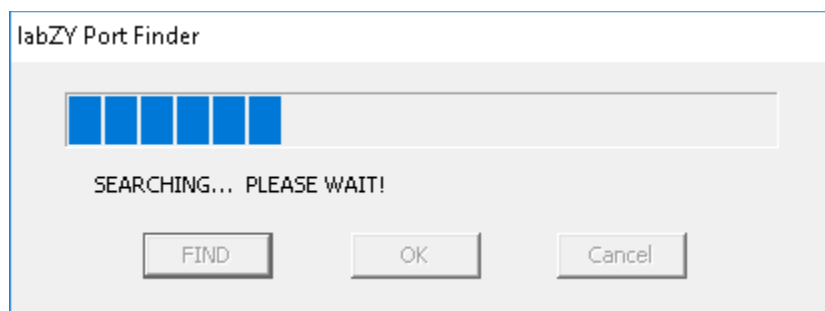 labZY Port Finder
SEARCHING... PLEASE WAIT!
FIND OK Cancel